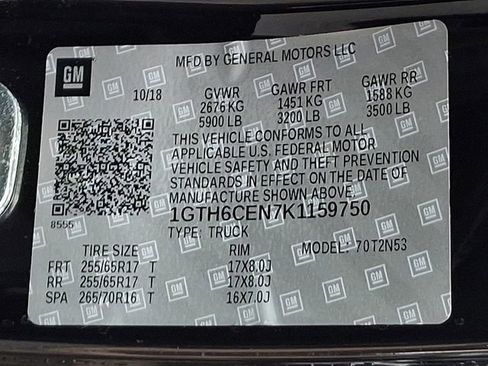 GM
MFD BY GENERAL MOTORS LLC
10/18 GVWR GAWR FRT GAWR RR
2676 KG 1451 KG 1588 KG
5900 LB 3200 LB 3500 LB
THIS VEHICLE CONFORMS TO ALL
APPLICABLE U.S. FEDERAL MOTOR
VEHICLE SAFETY AND THEFT PREVENTION
STANDARDS IN EFFECT ON THE DATE OF
MANUFACTURE SHOWN ABOVE.
8555 1GTH6CEN7K1159750
TYPE: TRUCK MODEL: 70T2N53
TIRE SIZE RIM
FRT 255/65R17 T 17X8.0J
RR 255/65R17 T 17X8.0J
SPA 265/70R16 T 16X7.0J